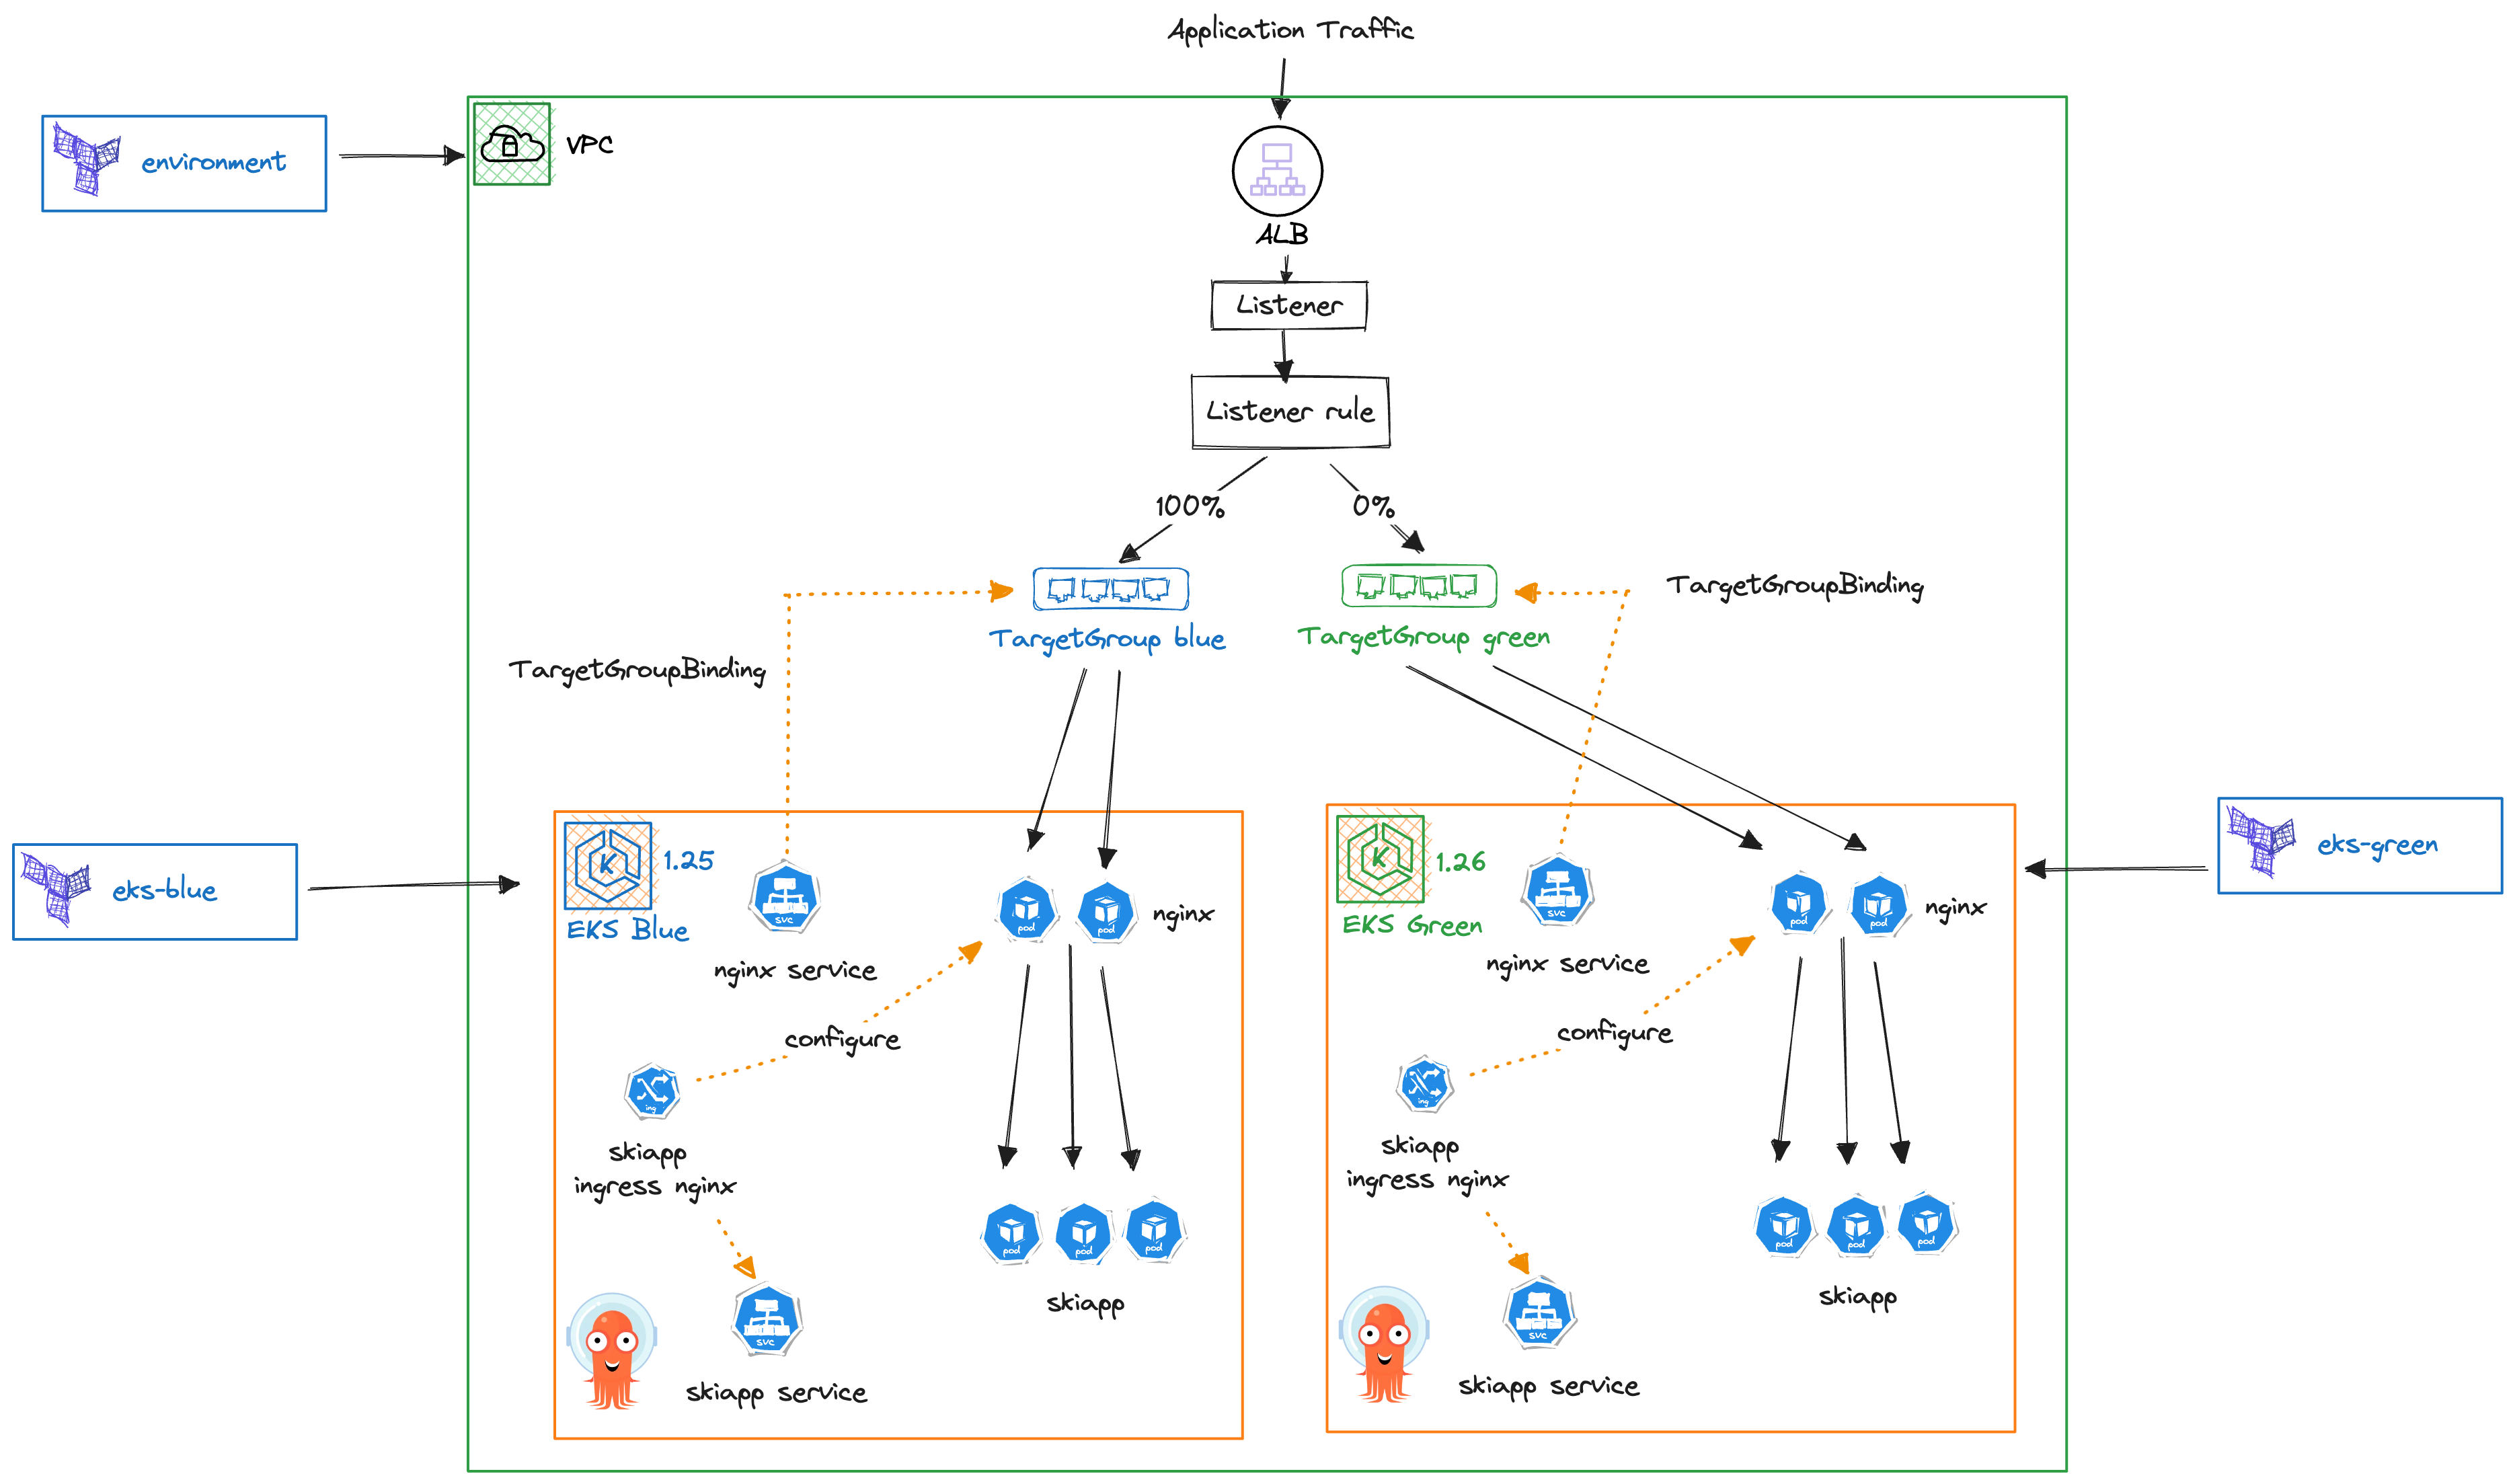 Application Traffic
environment
VPC
ALB
Listener
Listener rule
100%
0%
TargetGroupBinding
TargetGroup blue
TargetGroup green
TargetGroupBinding
eks-blue
K
1.25
EKS Blue
svc
nginx service
pod
pod
nginx
configure
ing
skiapp
ingress nginx
pod
pod
pod
skiapp
svc
skiapp service
K
1.26
EKS Green
svc
nginx service
pod
pod
nginx
configure
ing
skiapp
ingress nginx
pod
pod
pod
skiapp
svc
skiapp service
eks-green